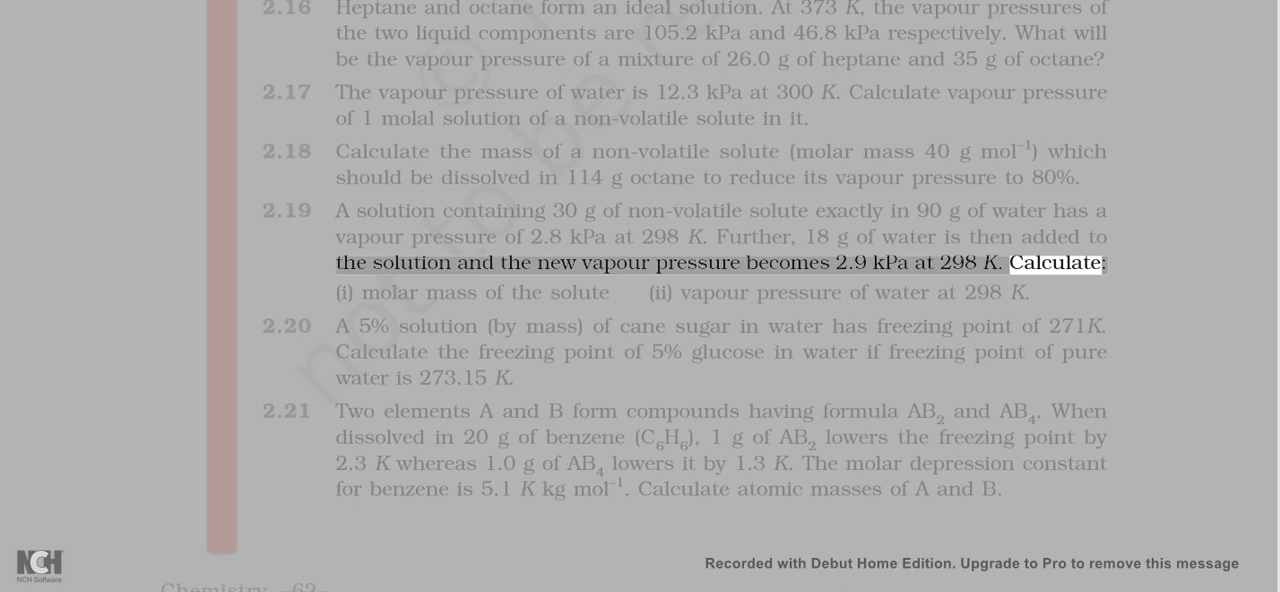 2.16 Heptane and octane form an ideal solution. At 373 K, the vapour pressures of
the two liquid components are 105.2 kPa and 46.8 kPa respectively. What will
be the vapour pressure of a mixture of 26.0 g of heptane and 35 g of octane?
2.17 The vapour pressure of water is 12.3 kPa at 300 K. Calculate vapour pressure
of 1 molal solution of a non-volatile solute in it.
2.18 Calculate the mass of a non-volatile solute (molar mass 40 g mol⁻¹) which
should be dissolved in 114 g octane to reduce its vapour pressure to 80%.
2.19 A solution containing 30 g of non-volatile solute exactly in 90 g of water has a
vapour pressure of 2.8 kPa at 298 K. Further, 18 g of water is then added to
the solution and the new vapour pressure becomes 2.9 kPa at 298 K. Calculate:
(i) molar mass of the solute (ii) vapour pressure of water at 298 K.
2.20 A 5% solution (by mass) of cane sugar in water has freezing point of 271K.
Calculate the freezing point of 5% glucose in water if freezing point of pure
water is 273.15 K.
2.21 Two elements A and B form compounds having formula AB₂ and AB₄. When
dissolved in 20 g of benzene (C₆H₆), 1 g of AB₂ lowers the freezing point by
2.3 K whereas 1.0 g of AB₄ lowers it by 1.3 K. The molar depression constant
for benzene is 5.1 K kg mol⁻¹. Calculate atomic masses of A and B.
NCH
NCH Software
Recorded with Debut Home Edition. Upgrade to Pro to remove this message
Chemistry 62
not to be
©